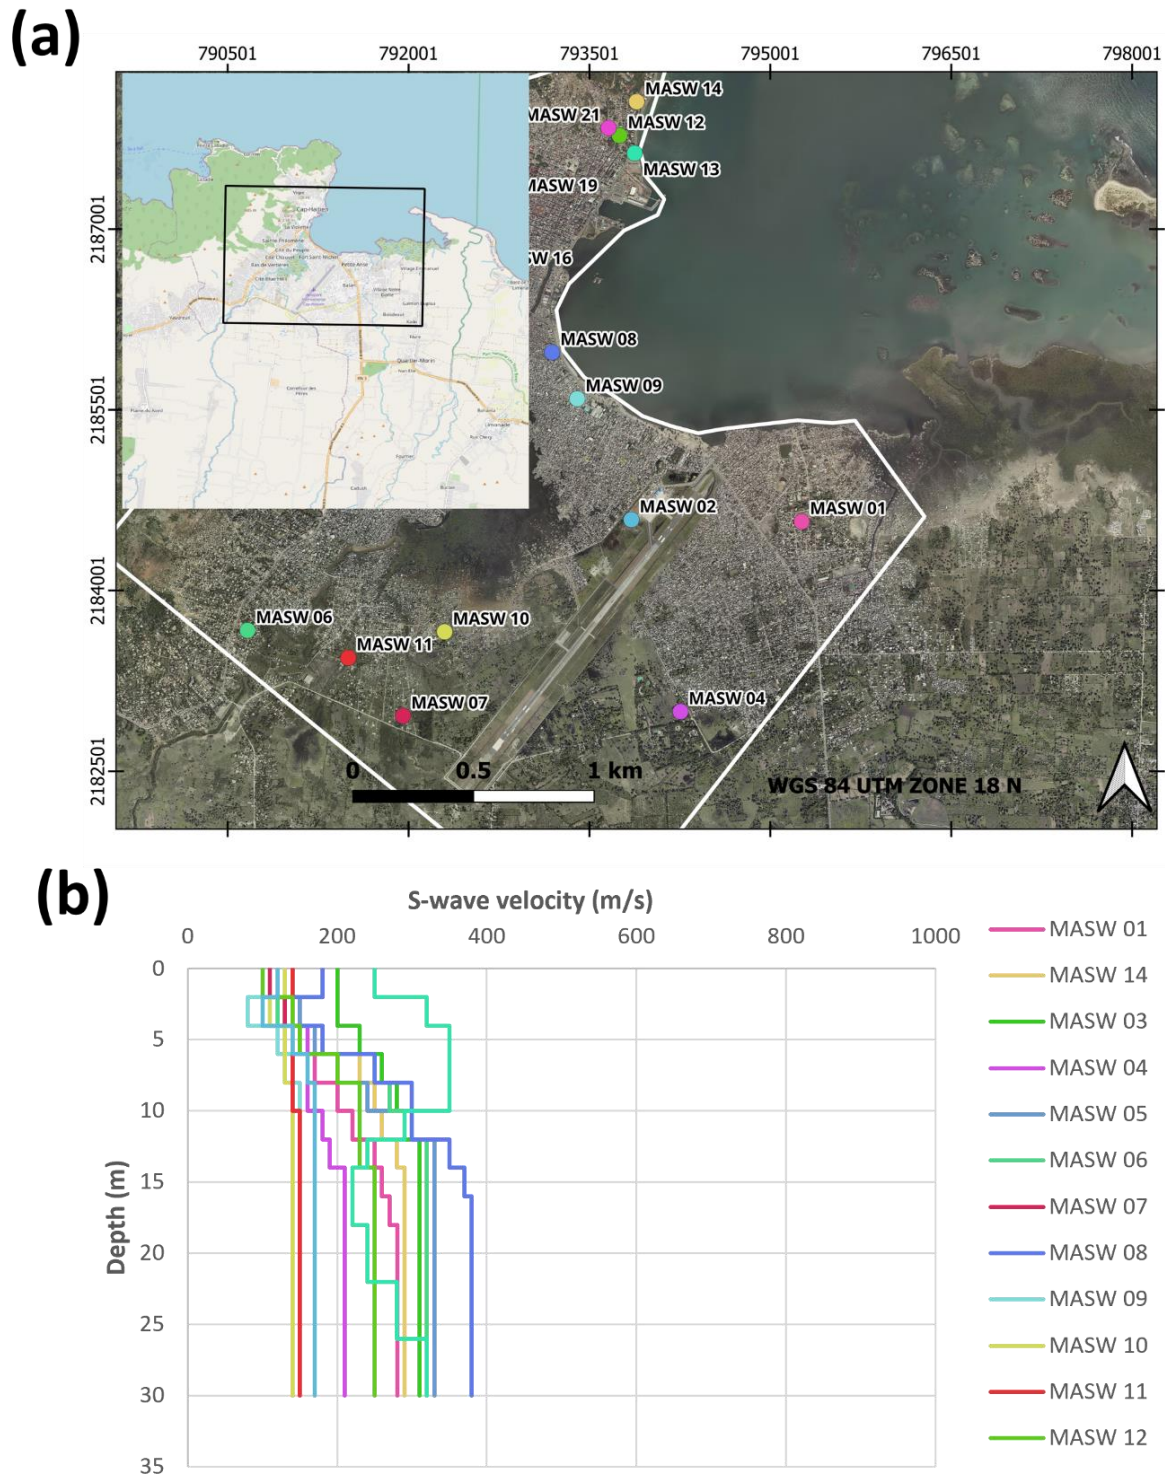 (a)
790501 792001 793501 795001 796501 798001
MASW 14
MASW 21
MASW 12
MASW 13
MASW 19
2187001
SW 16
MASW 08
MASW 09
2185501
MASW 02
MASW 01
2184001
MASW 06
MASW 10
MASW 11
MASW 07
MASW 04
2182501
0 0.5 1 km
WGS 84 UTM ZONE 18 N
(b)
S-wave velocity (m/s)
0 200 400 600 800 1000
0
5
10
15
20
25
30
35
Depth (m)
MASW 01
MASW 14
MASW 03
MASW 04
MASW 05
MASW 06
MASW 07
MASW 08
MASW 09
MASW 10
MASW 11
MASW 12